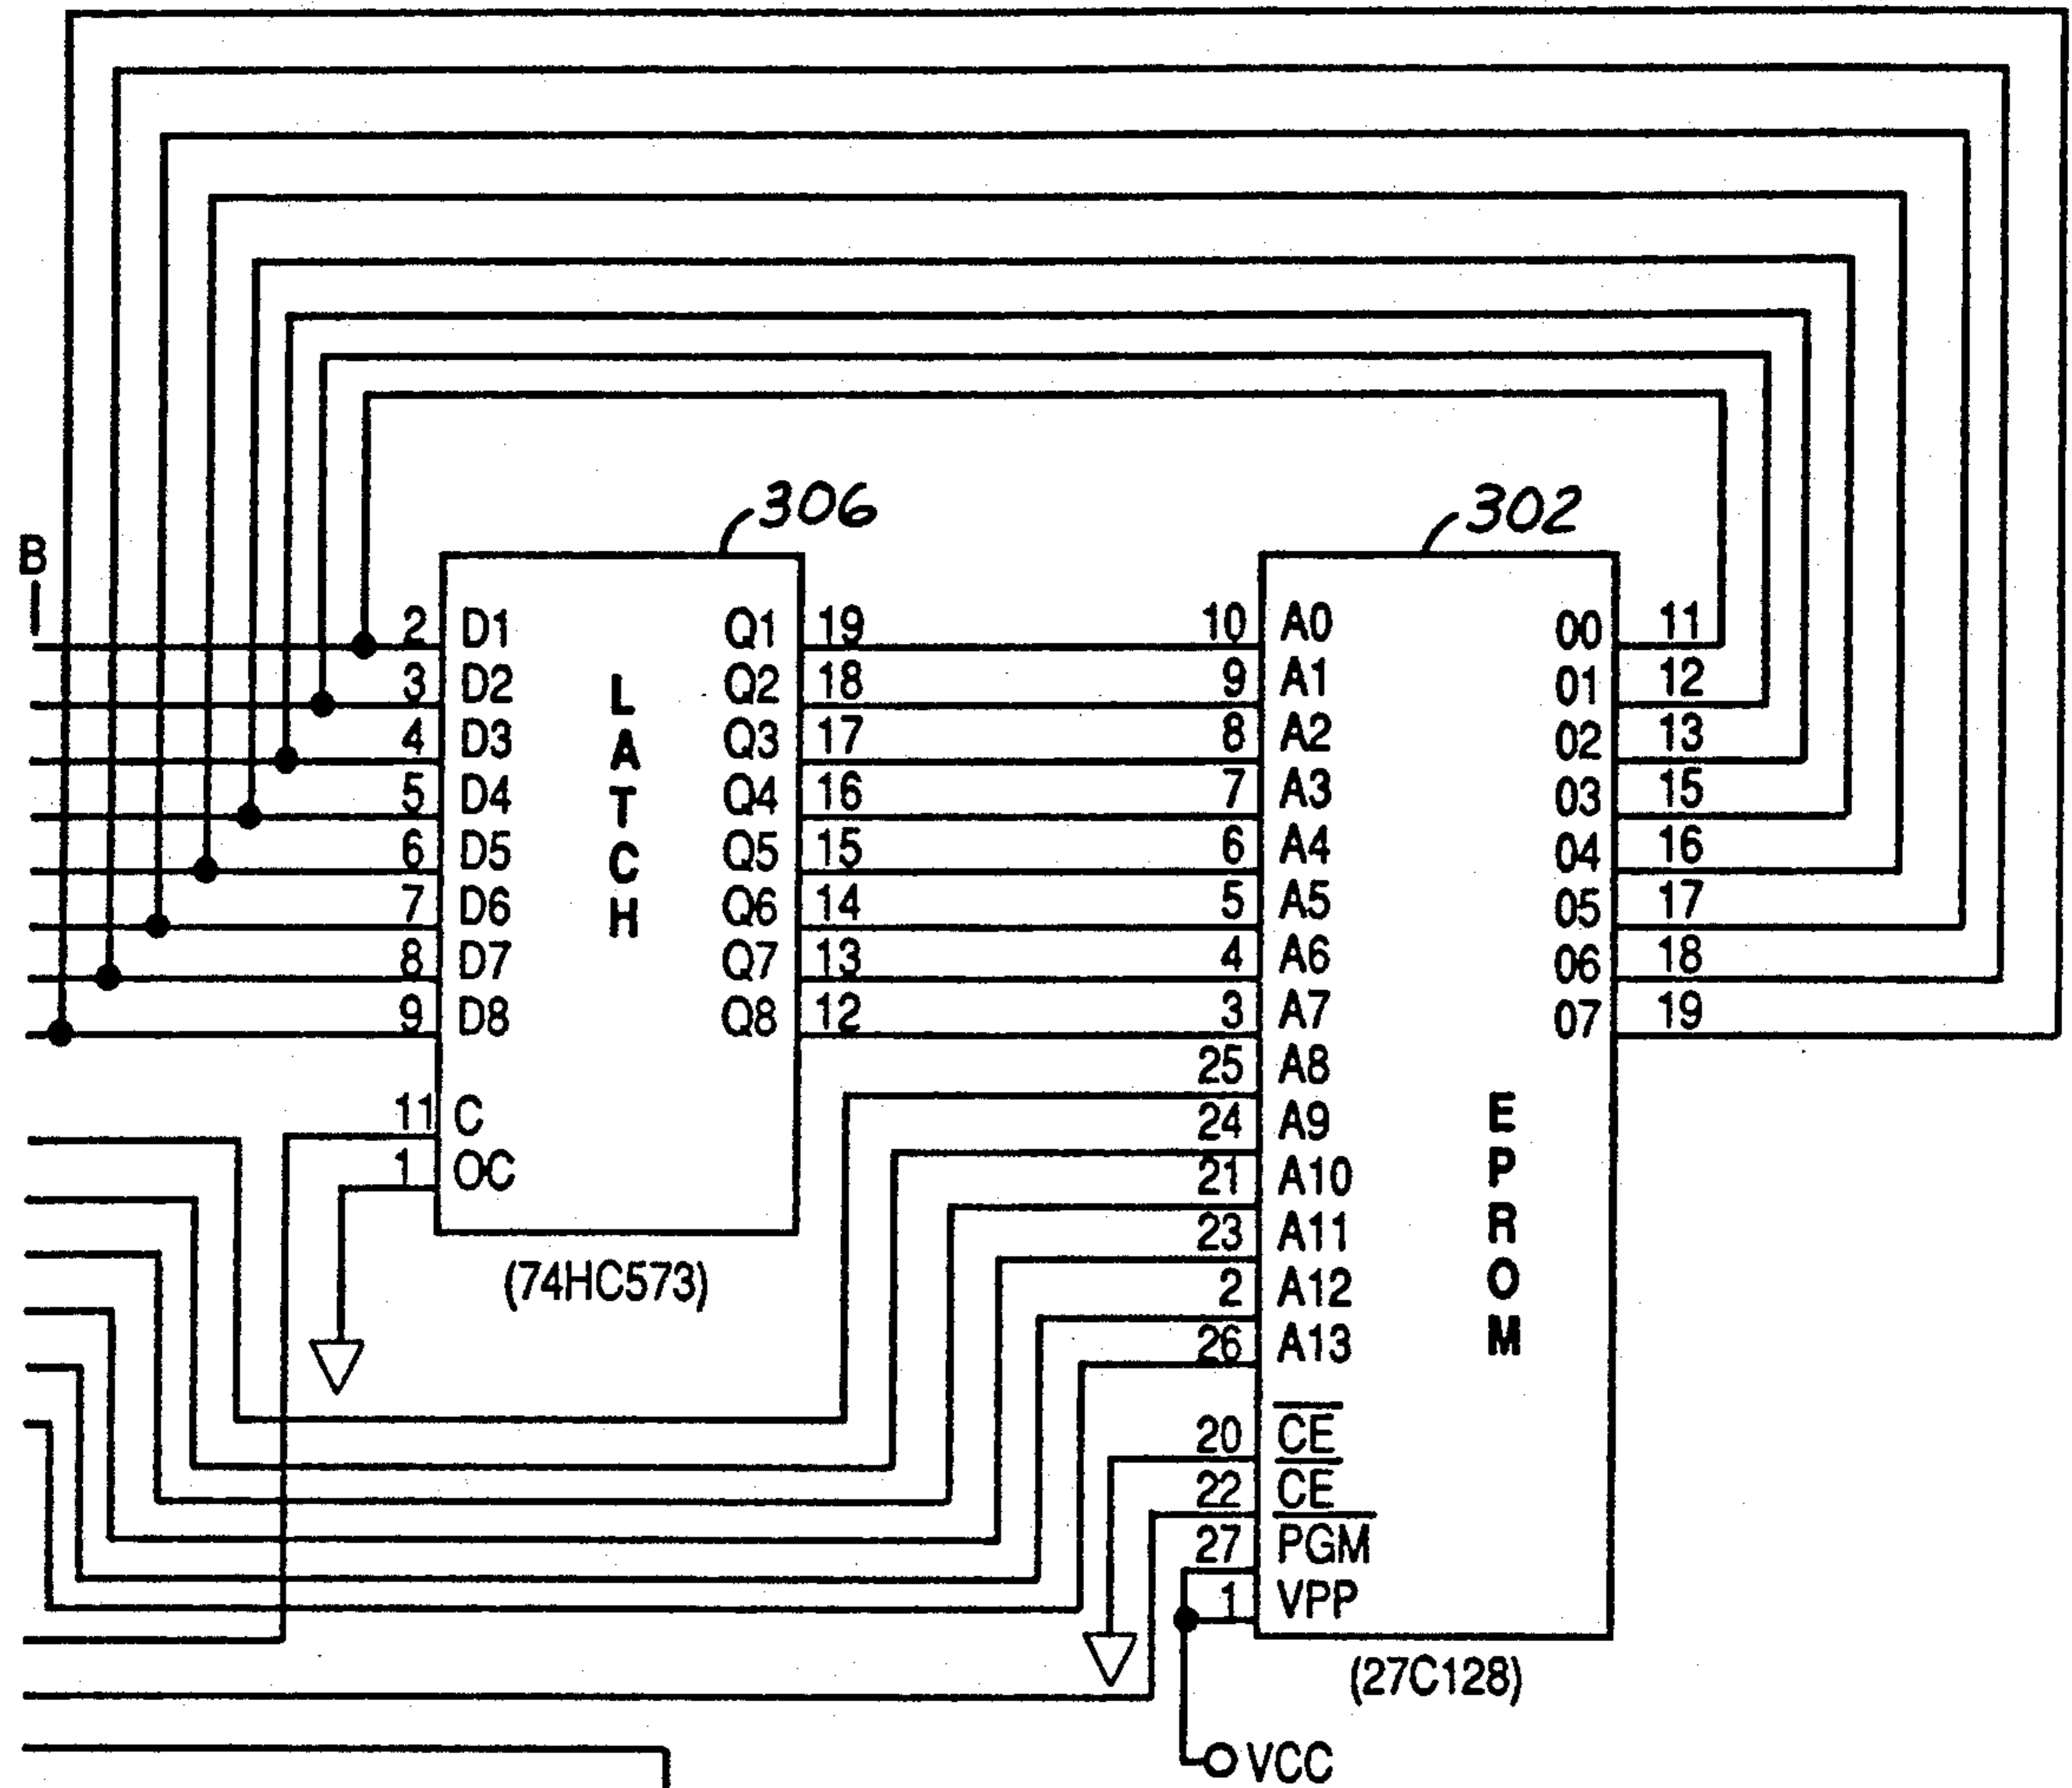 306
302
B
2 D1 Q1 19 10 A0 00 11
3 D2 Q2 18 9 A1 01 12
4 D3 Q3 17 8 A2 02 13
5 D4 Q4 16 7 A3 03 15
6 D5 Q5 15 6 A4 04 16
7 D6 Q6 14 5 A5 05 17
8 D7 Q7 13 4 A6 06 18
9 D8 Q8 12 3 A7 07 19
LATCH
25 A8
11 C 24 A9
1 OC 21 A10
23 A11
2 A12
26 A13
EPROM
(74HC573)
20 CE
22 CE
27 PGM
1 VPP
(27C128)
VCC